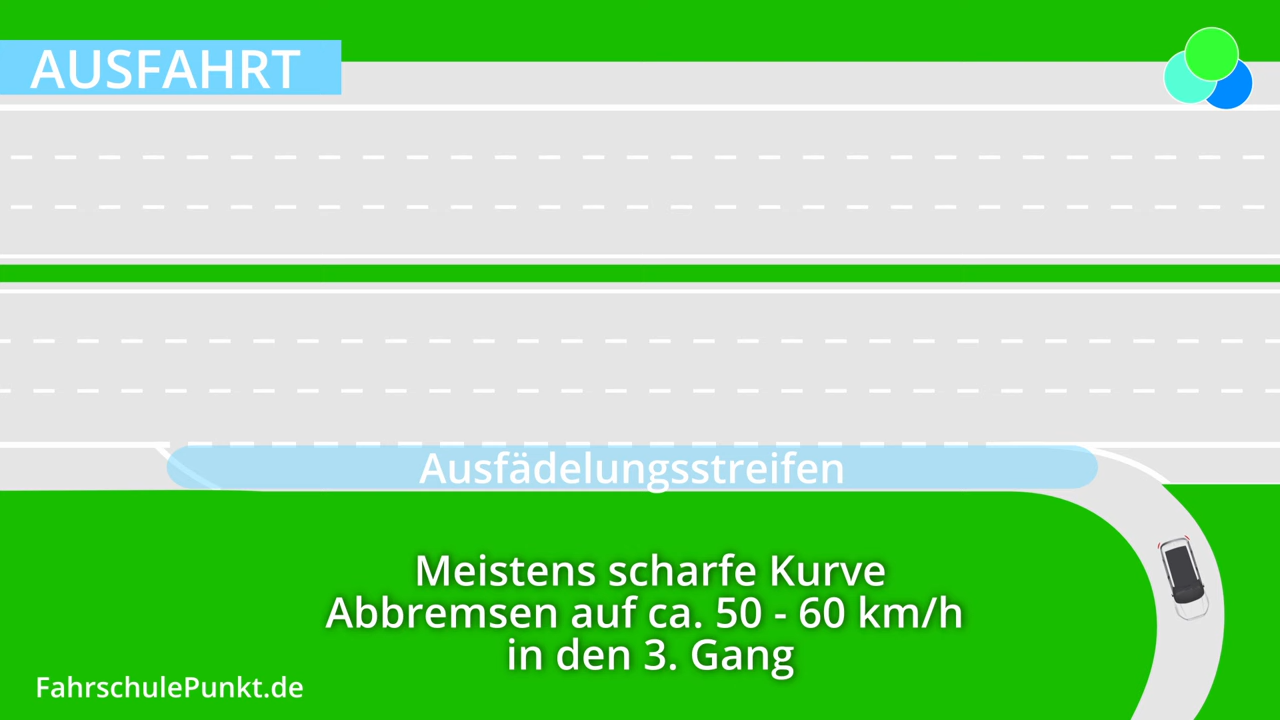 AUSFAHRT
Ausfädelungsstreifen
Meistens scharfe Kurve
Abbremsen auf ca. 50 - 60 km/h
in den 3. Gang
FahrschulePunkt.de